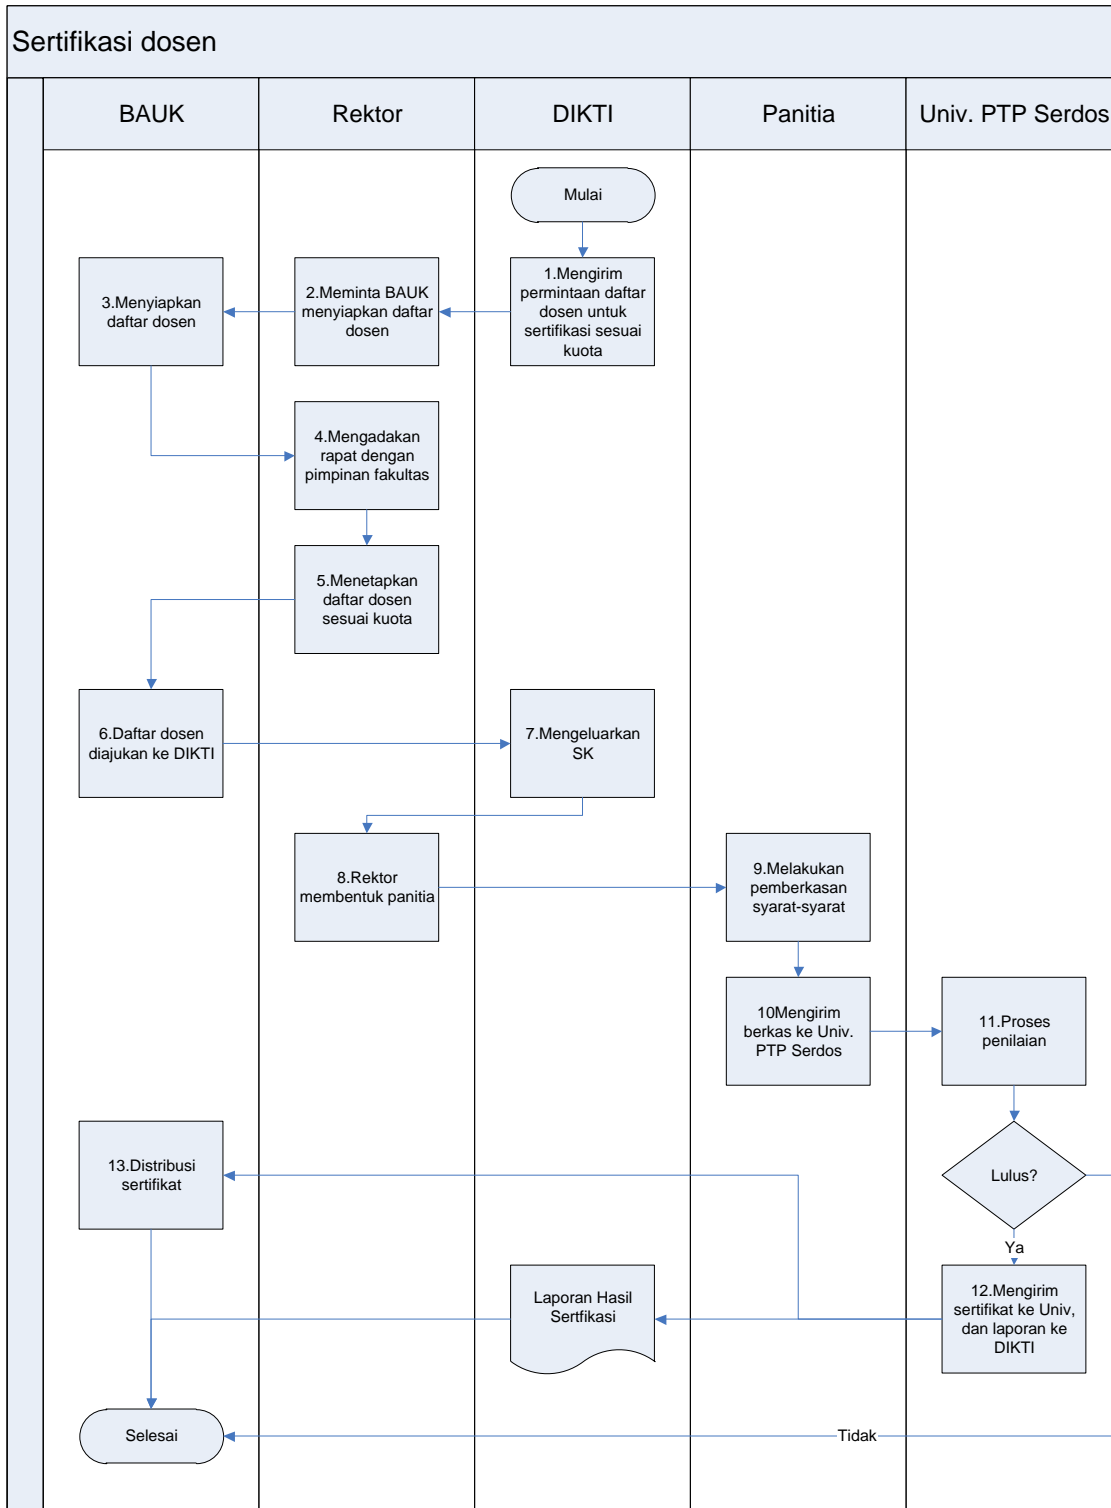 Sertifikasi dosen
BAUK
Rektor
DIKTI
Panitia
Univ. PTP Serdos
Mulai
1.Mengirim
permintaan daftar
dosen untuk
sertifikasi sesuai
kuota
2.Meminta BAUK
menyiapkan daftar
dosen
3.Menyiapkan
daftar dosen
4.Mengadakan
rapat dengan
pimpinan fakultas
5.Menetapkan
daftar dosen
sesuai kuota
6.Daftar dosen
diajukan ke DIKTI
7.Mengeluarkan
SK
8.Rektor
membentuk panitia
9.Melakukan
pemberkasan
syarat-syarat
10Mengirim
berkas ke Univ.
PTP Serdos
11.Proses
penilaian
Lulus?
Ya
12.Mengirim
sertifikat ke Univ,
dan laporan ke
DIKTI
13.Distribusi
sertifikat
Laporan Hasil
Sertfikasi
Tidak
Selesai